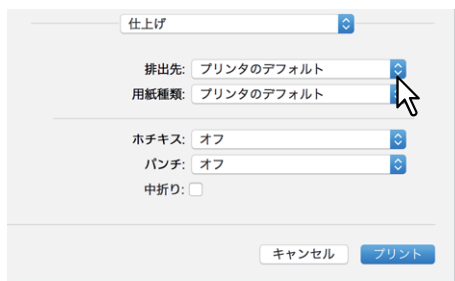 仕上げ
排出先: プリンタのデフォルト
用紙種類: プリンタのデフォルト
ホチキス: オフ
パンチ: オフ
中折り:
キャンセル プリント